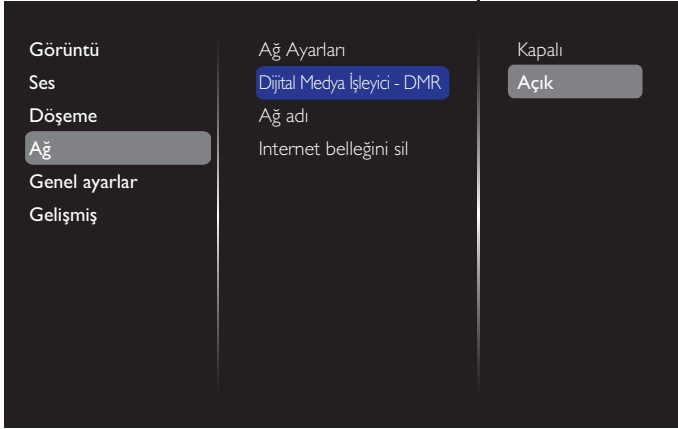 Görüntü
Ses
Döşeme
Ağ
Genel ayarlar
Gelişmiş
Ağ Ayarları
Dijital Medya İşleyici - DMR
Ağ adı
Internet belleğini sil
Kapalı
Açık